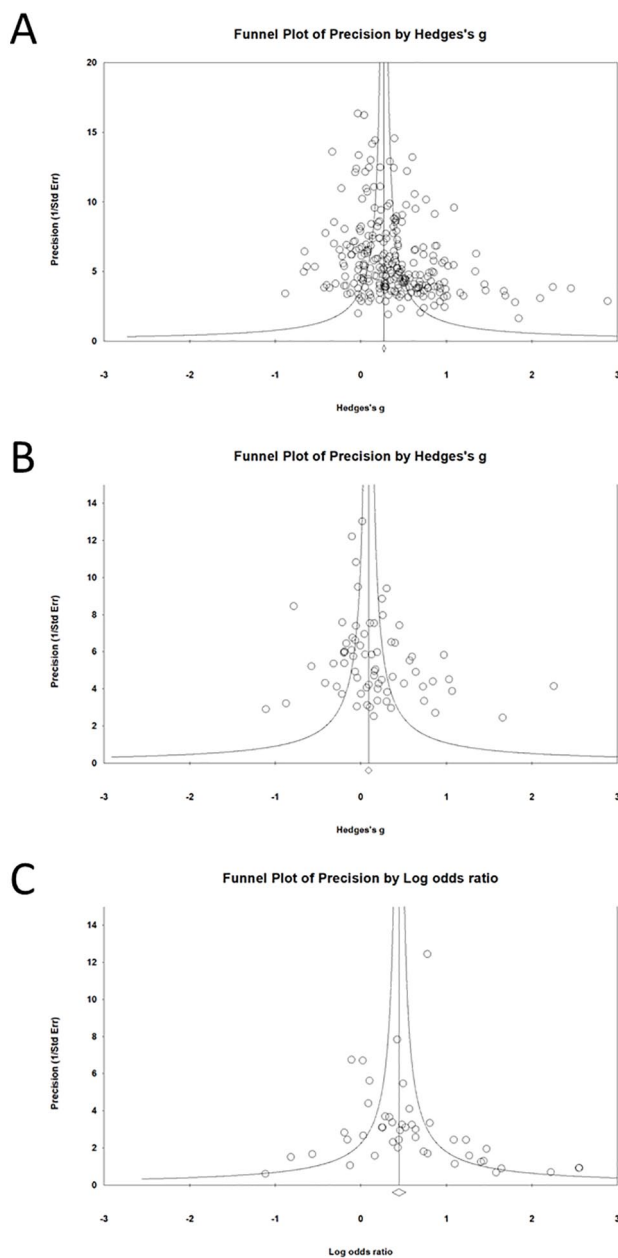 A
Funnel Plot of Precision by Hedges's g
20
15
10
5
0
Precision (1/Std Err)
-3 -2 -1 0 1 2 3
Hedges's g
B
Funnel Plot of Precision by Hedges's g
14
12
10
8
6
4
2
0
Precision (1/Std Err)
-3 -2 -1 0 1 2 3
Hedges's g
C
Funnel Plot of Precision by Log odds ratio
14
12
10
8
6
4
2
0
Precision (1/Std Err)
-3 -2 -1 0 1 2 3
Log odds ratio